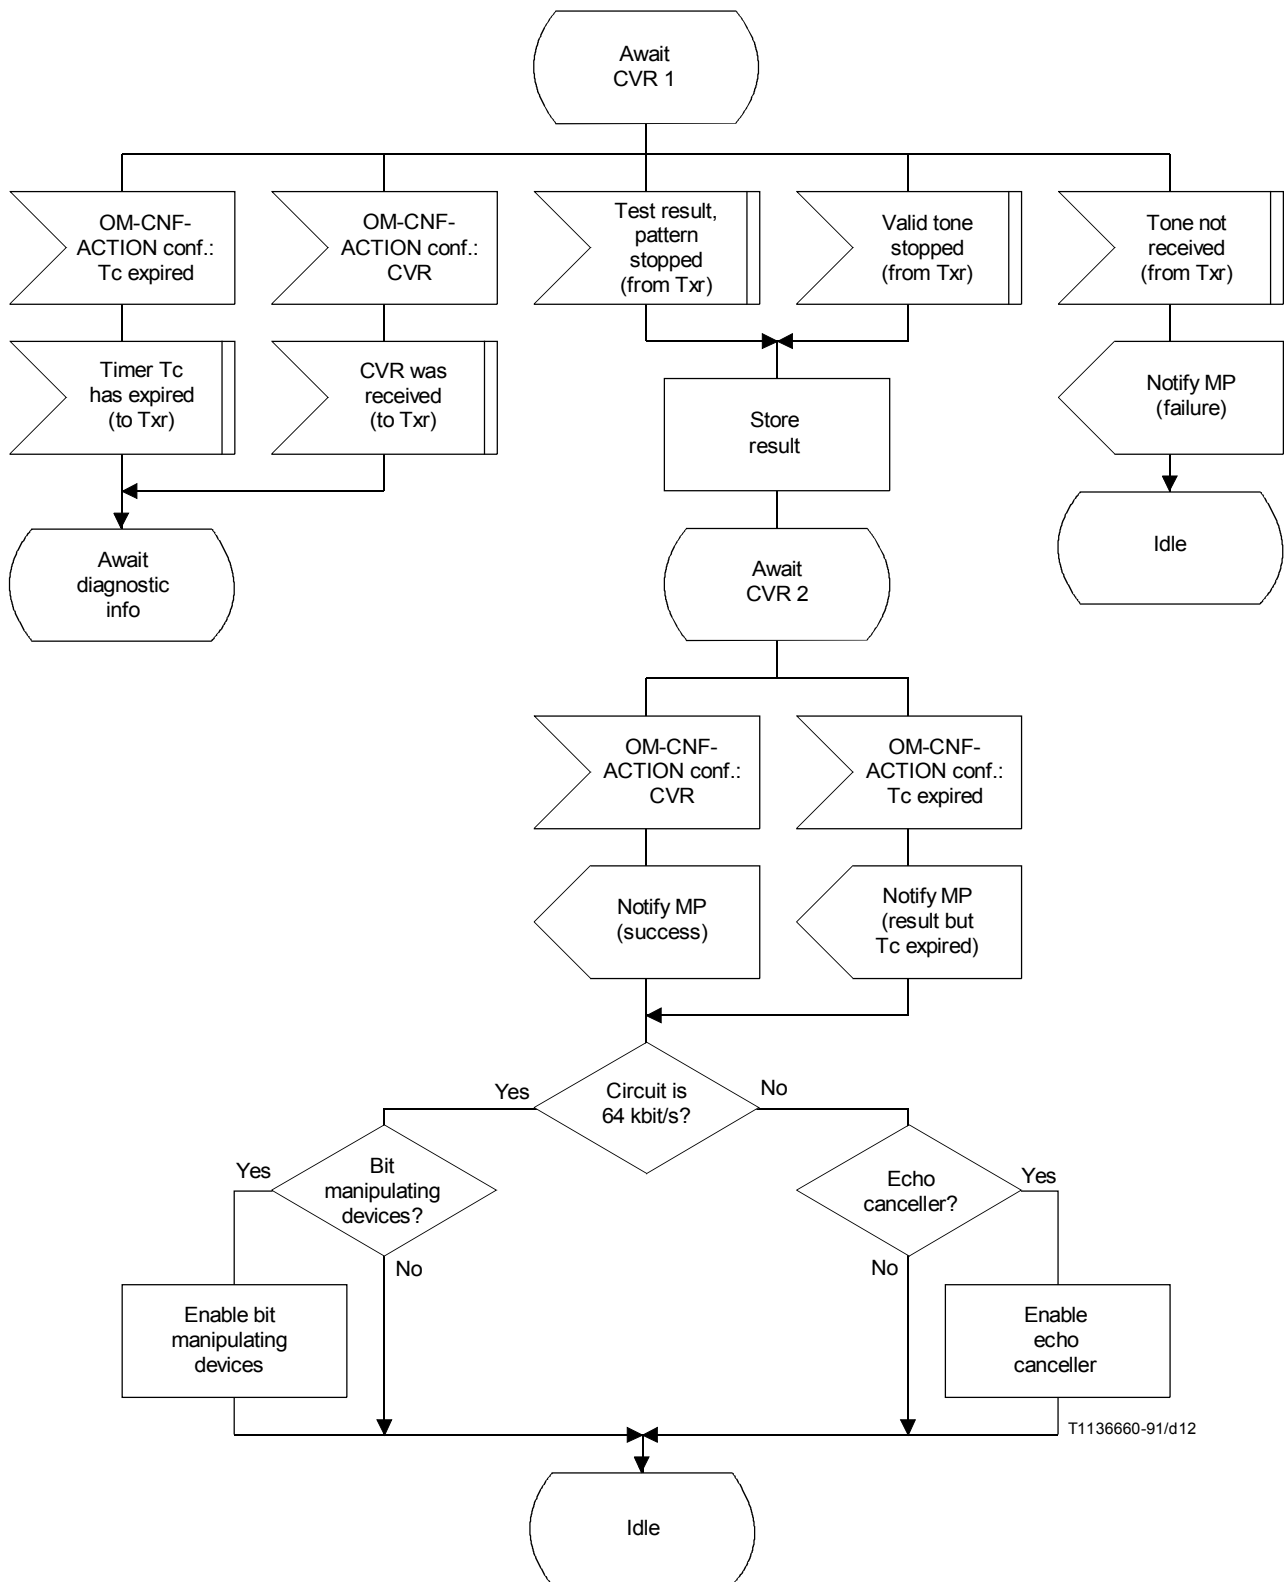 Await
CVR 1
OM-CNF-
ACTION conf.:
Tc expired
OM-CNF-
ACTION conf.:
CVR
Test result,
pattern
stopped
(from Txr)
Valid tone
stopped
(from Txr)
Tone not
received
(from Txr)
Timer Tc
has expired
(to Txr)
CVR was
received
(to Txr)
Store
result
Notify MP
(failure)
Await
diagnostic
info
Await
CVR 2
Idle
OM-CNF-
ACTION conf.:
CVR
OM-CNF-
ACTION conf.:
Tc expired
Notify MP
(success)
Notify MP
(result but
Tc expired)
Yes
Circuit is
64 kbit/s?
No
Yes
Bit
manipulating
devices?
No
Echo
canceller?
Yes
No
Enable bit
manipulating
devices
Enable
echo
canceller
T1136660-91/d12
Idle